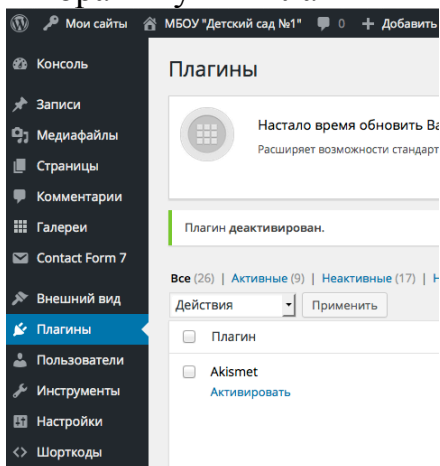 Мои сайты МБОУ "Детский сад №1" 0 + Добавить
Консоль
Записи
Медиафайлы
Страницы
Комментарии
Галереи
Contact Form 7
Внешний вид
Плагины
Пользователи
Инструменты
Настройки
Шорткоды
Плагины
Настало время обновить Ва
Расширяет возможности стандарт
Плагин деактивирован.
Все (26) | Активные (9) | Неактивные (17) | Н
Действия Применить
Плагин
Akismet
Активировать